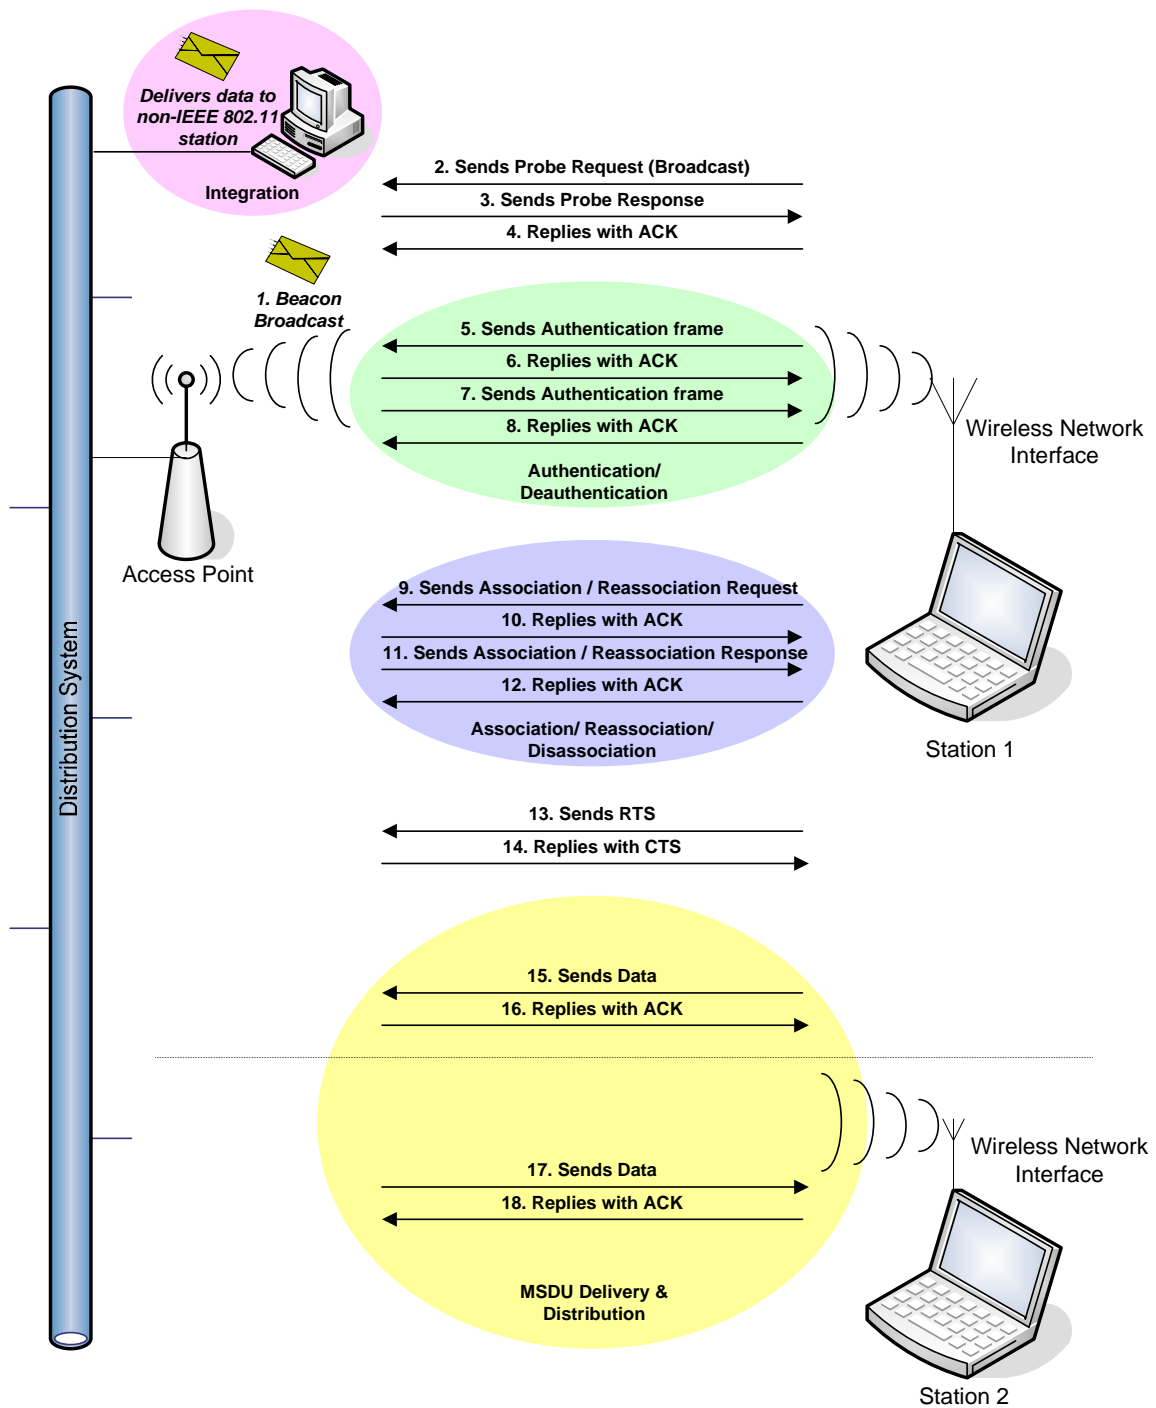 Delivers data to
non-IEEE 802.11
station
Integration
2. Sends Probe Request (Broadcast)
3. Sends Probe Response
4. Replies with ACK
1. Beacon
Broadcast
5. Sends Authentication frame
6. Replies with ACK
7. Sends Authentication frame
8. Replies with ACK
Authentication/
Deauthentication
Wireless Network
Interface
Access Point
9. Sends Association / Reassociation Request
10. Replies with ACK
11. Sends Association / Reassociation Response
12. Replies with ACK
Association/ Reassociation/
Disassociation
Station 1
Distribution System
13. Sends RTS
14. Replies with CTS
15. Sends Data
16. Replies with ACK
Wireless Network
Interface
17. Sends Data
18. Replies with ACK
MSDU Delivery &
Distribution
Station 2